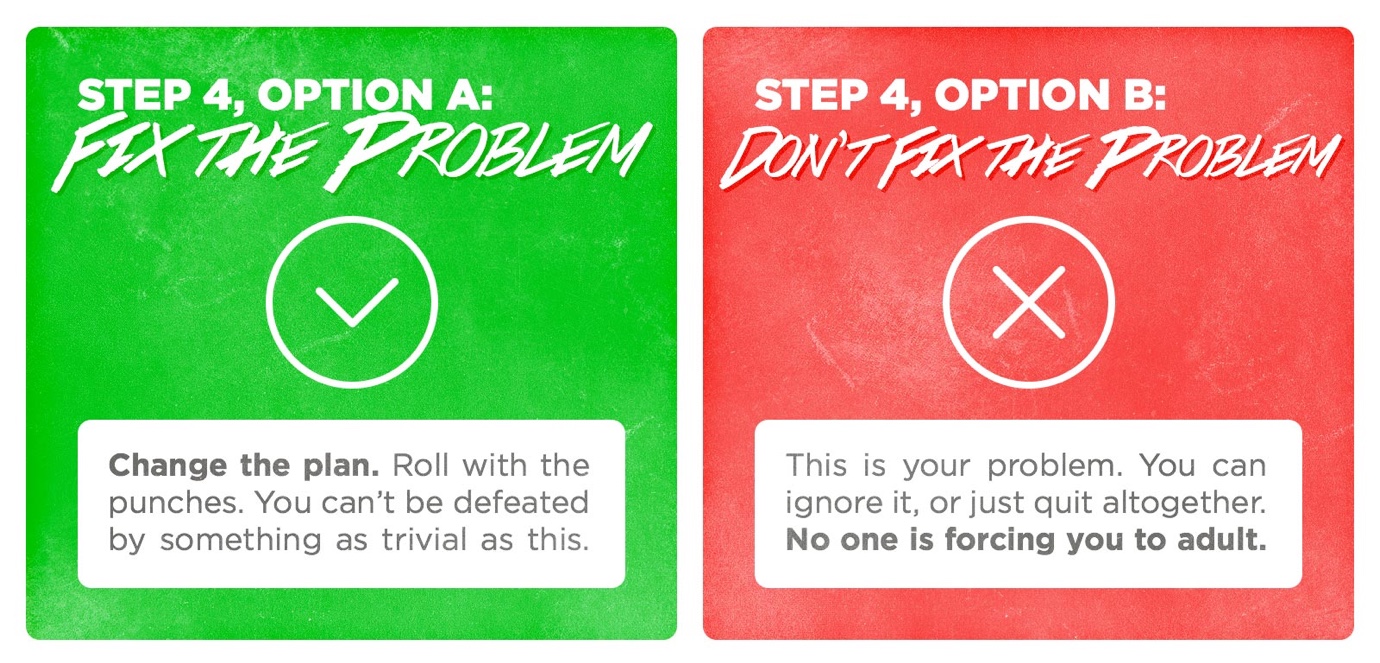 STEP 4, OPTION A:
FIX THE PROBLEM
Change the plan. Roll with the
punches. You can’t be defeated
by something as trivial as this.
STEP 4, OPTION B:
DON’T FIX THE PROBLEM
This is your problem. You can
ignore it, or just quit altogether.
No one is forcing you to adult.